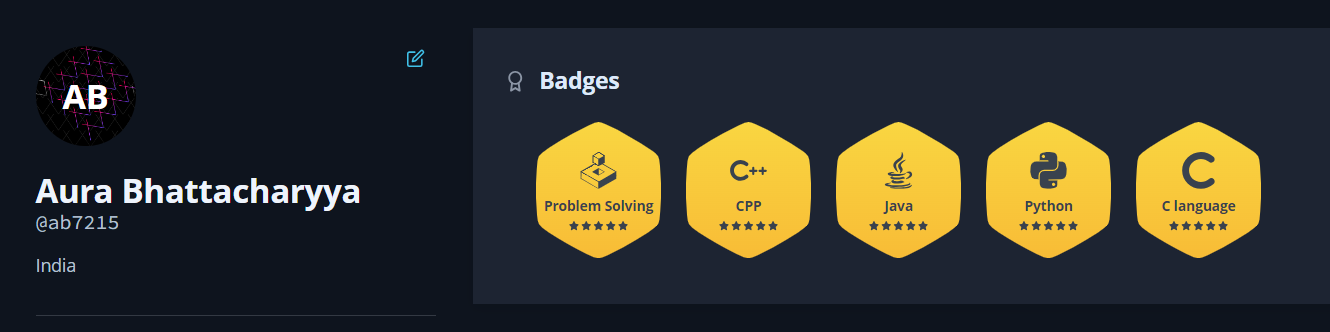 AB
Aura Bhattacharyya
@ab7215
India
Badges
Problem Solving
C++
CPP
Java
Python
C
C language